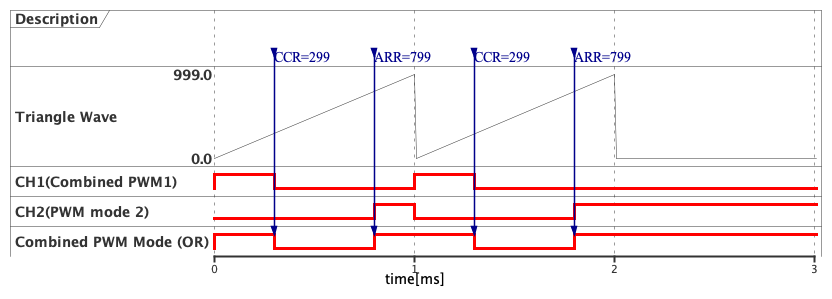 Description
CCR=299 ARR=799 CCR=299 ARR=799
999.0
Triangle Wave
0.0
CH1(Combined PWM1)
CH2(PWM mode 2)
Combined PWM Mode (OR)
0 1 2 3
time[ms]